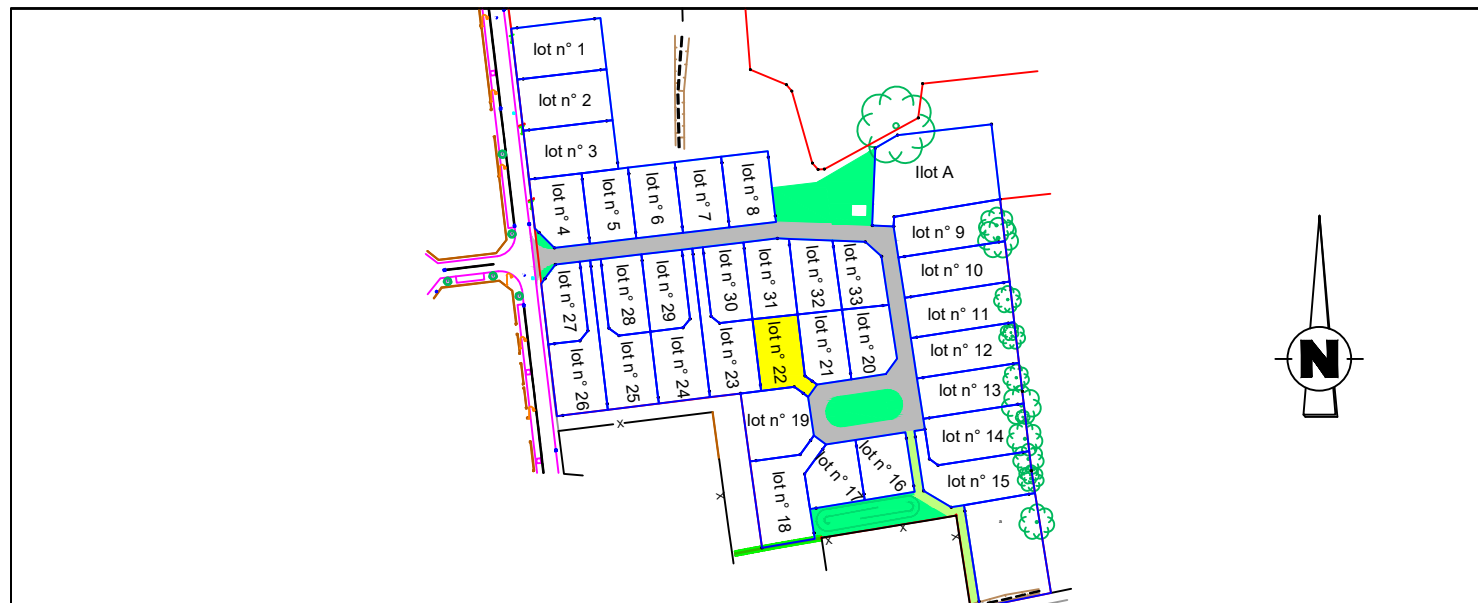 lot n° 1
lot n° 2
lot n° 3
lot n° 4
lot n° 5
lot n° 6
lot n° 7
lot n° 8
Ilot A
lot n° 9
lot n° 10
lot n° 11
lot n° 12
lot n° 13
lot n° 14
lot n° 15
lot n° 27
lot n° 28
lot n° 29
lot n° 30
lot n° 31
lot n° 32
lot n° 33
lot n° 26
lot n° 25
lot n° 24
lot n° 23
lot n° 22
lot n° 21
lot n° 20
lot n° 19
lot n° 18
lot n° 17
lot n° 16
N